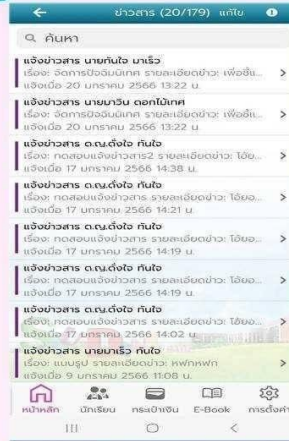 ข่าวสาร (20/179) แก้ไข
ค้นหา
แจ้งข่าวสาร นายทันใจ มาเร็ว
เรื่อง: จัดการปัจฉิมนิเทศ รายละเอียดข่าว: เพื่อชี้แ...
แจ้งเมื่อ 20 มกราคม 2566 13:22 น.
แจ้งข่าวสาร นายมาวิน ดอกไม้เทศ
เรื่อง: จัดการปัจฉิมนิเทศ รายละเอียดข่าว: เพื่อชี้แ...
แจ้งเมื่อ 20 มกราคม 2566 13:22 น.
แจ้งข่าวสาร ด.ญ.ตั้งใจ ทันใจ
เรื่อง: ทดสอบแจ้งข่าวสาร2 รายละเอียดข่าว: โอ้ย...
แจ้งเมื่อ 17 มกราคม 2566 14:38 น.
แจ้งข่าวสาร ด.ญ.ตั้งใจ ทันใจ
เรื่อง: ทดสอบแจ้งข่าวสาร รายละเอียดข่าว: โอ้ยอ...
แจ้งเมื่อ 17 มกราคม 2566 14:21 น.
แจ้งข่าวสาร ด.ญ.ตั้งใจ ทันใจ
เรื่อง: ทดสอบแจ้งข่าวสาร รายละเอียดข่าว: โอ้ยอ...
แจ้งเมื่อ 17 มกราคม 2566 14:19 น.
แจ้งข่าวสาร ด.ญ.ตั้งใจ ทันใจ
เรื่อง: ทดสอบแจ้งข่าวสาร รายละเอียดข่าว: โอ้ยอ...
แจ้งเมื่อ 17 มกราคม 2566 14:19 น.
แจ้งข่าวสาร ด.ญ.ตั้งใจ ทันใจ
เรื่อง: ทดสอบแจ้งข่าวสาร รายละเอียดข่าว: โอ้ยอ...
แจ้งเมื่อ 17 มกราคม 2566 14:02 น.
แจ้งข่าวสาร นายมาเร็ว ทันใจ
เรื่อง: แนบรูป รายละเอียดข่าว: หฟกหฟก
แจ้งเมื่อ 9 มกราคม 2566 11:08 น.
หน้าหลัก นักเรียน กระเป๋าเงิน E-Book การตั้งค่า